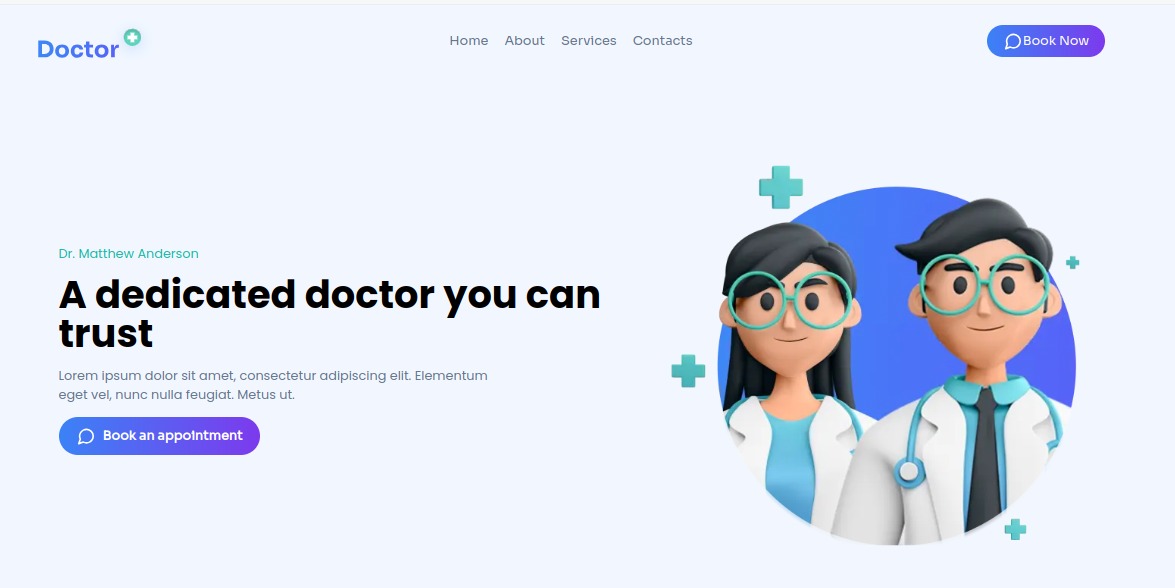 Doctor
Home About Services Contacts
Book Now
Dr. Matthew Anderson
A dedicated doctor you can
trust
Lorem ipsum dolor sit amet, consectetur adipiscing elit. Elementum
eget vel, nunc nulla feugiat. Metus ut.
Book an appointment